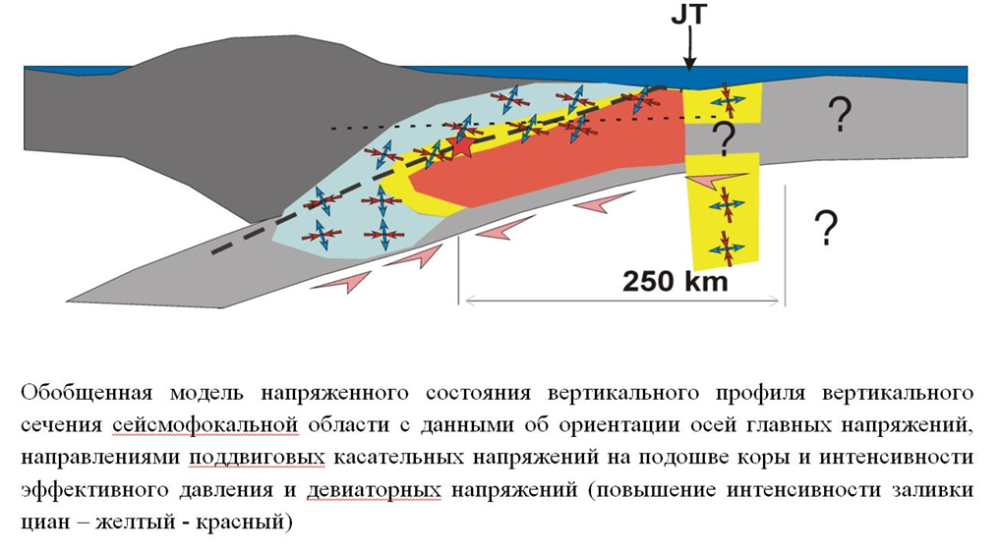 JT
?
?
?
250 km
Обобщенная модель напряженного состояния вертикального профиля вертикального
сечения сейсмофокальной области с данными об ориентации осей главных напряжений,
направлениями поддвиговых касательных напряжений на подошве коры и интенсивности
эффективного давления и девиаторных напряжений (повышение интенсивности заливки
циан – желтый - красный)